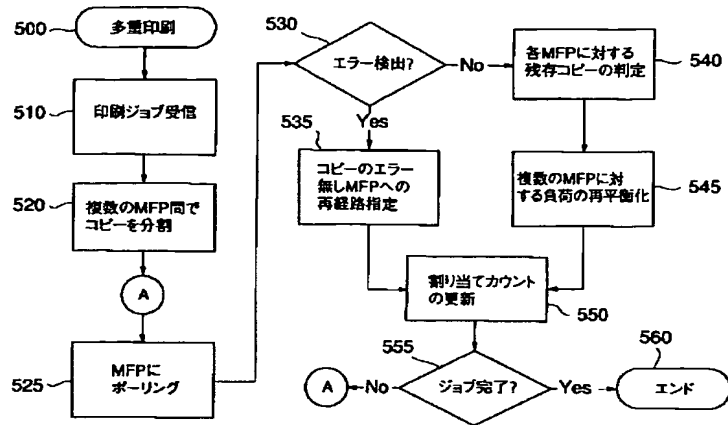 500
多重印刷
510
印刷ジョブ受信
520
複数のMFP間で
コピーを分割
A
525
MFPに
ポーリング
530
エラー検出?
No
Yes
535
コピーのエラー
無しMFPへの
再経路指定
540
各MFPに対する
残存コピーの判定
545
複数のMFPに対
する負荷の再平衡化
割り当てカウント
の更新
550
555
ジョブ完了?
No
A
Yes
560
エンド